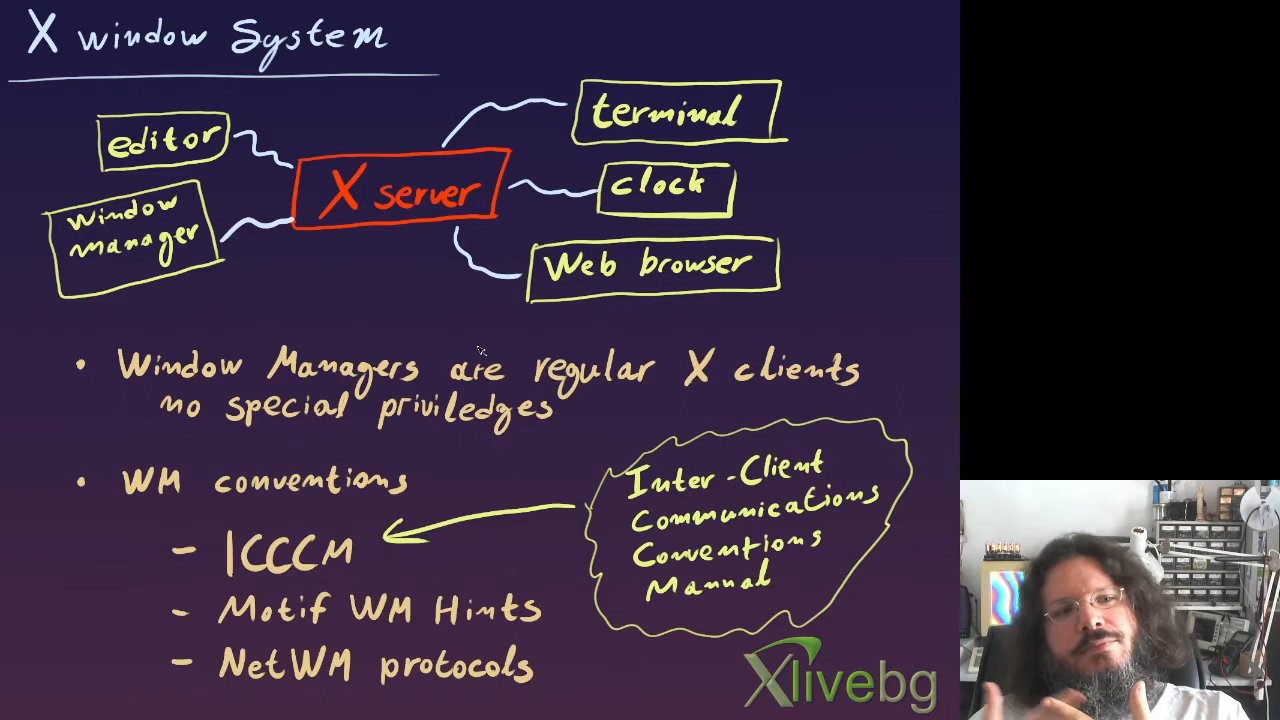 X window System
editor
window
manager
X server
terminal
clock
Web browser
• Window Managers are regular X clients
no special priviledges
• WM conventions
- ICCCM
- Motif WM Hints
- NetWM protocols
Inter-Client
Communications
Conventions
Manual
Xlivebg